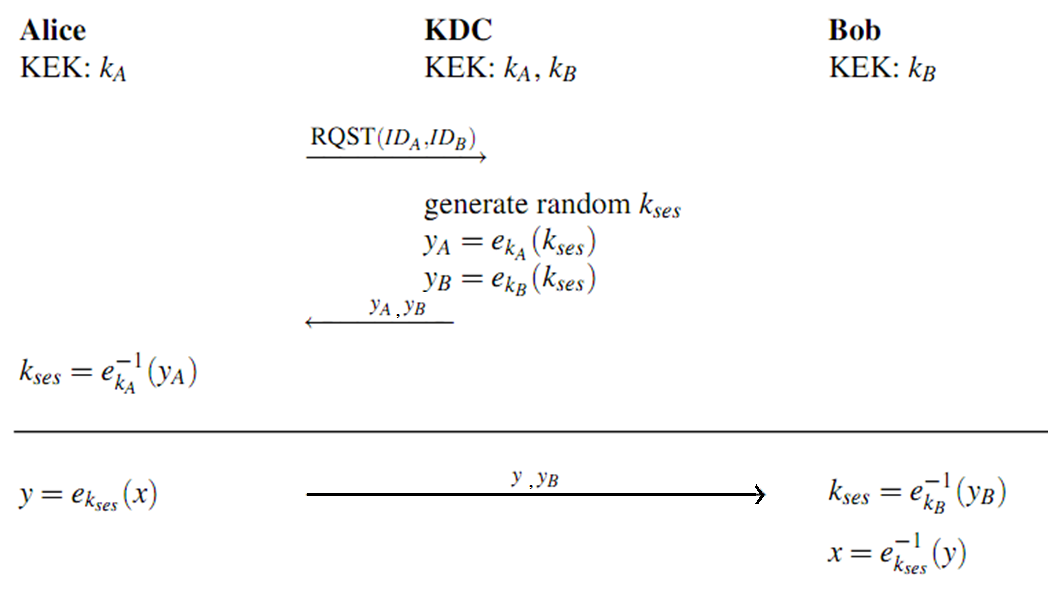 Alice KDC Bob
KEK: k_A KEK: k_A, k_B KEK: k_B
RQST(ID_A,ID_B)
generate random k_ses
y_A = e_{k_A}(k_ses)
y_B = e_{k_B}(k_ses)
y_A ,y_B
k_ses = e^{-1}_{k_A}(y_A)
y = e_{k_ses}(x) y ,y_B k_ses = e^{-1}_{k_B}(y_B)
x = e^{-1}_{k_ses}(y)